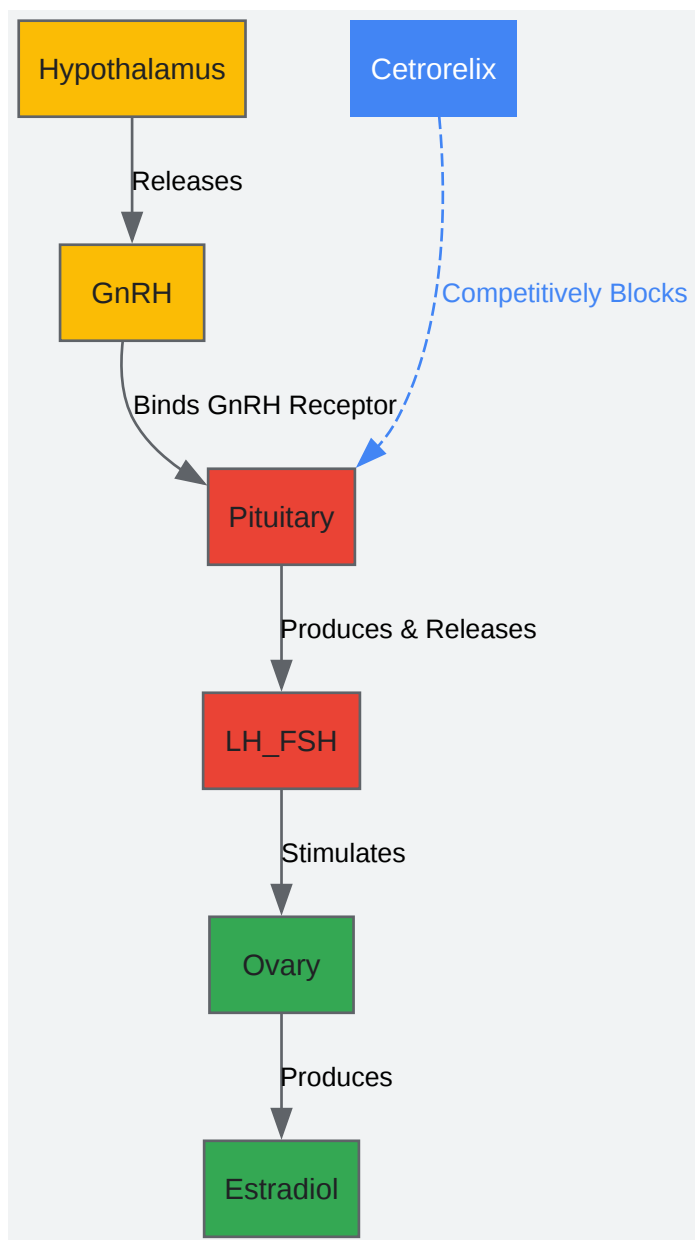 Hypothalamus
Cetrorelix
Releases
GnRH
Competitively Blocks
Binds GnRH Receptor
Pituitary
Produces & Releases
LH_FSH
Stimulates
Ovary
Produces
Estradiol